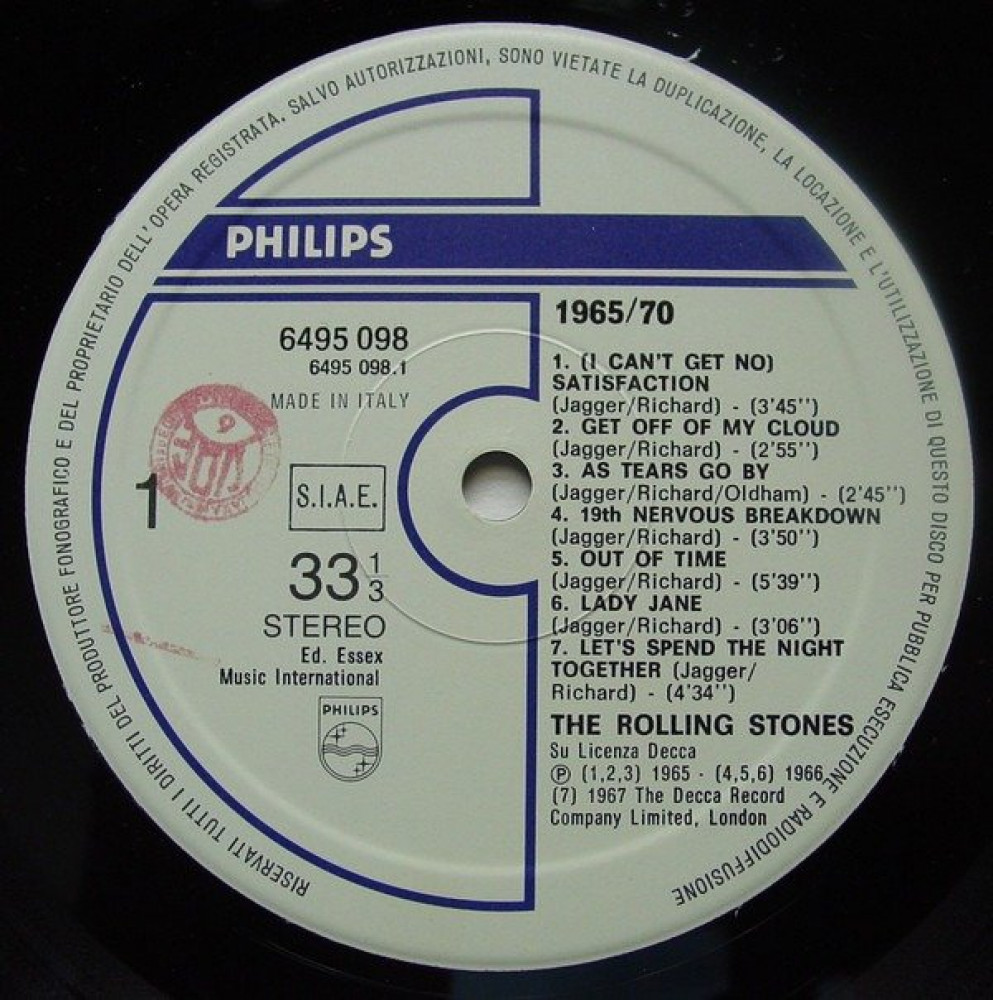 RISERVATI TUTTI I DIRITTI DEL PRODUTTORE FONOGRAFICO E DEL PROPRIETARIO DELL'OPERA REGISTRATA. SALVO AUTORIZZAZIONI, SONO VIETATE LA DUPLICAZIONE, LA LOCAZIONE E L'UTILIZZAZIONE DI QUESTO DISCO PER PUBBLICA ESECUZIONE E RADIODIFFUSIONE
PHILIPS
6495 098
6495 098.1
MADE IN ITALY
1
S.I.A.E.
33 1/3
STEREO
Ed. Essex
Music International
PHILIPS
1965/70
1. (I CAN'T GET NO)
SATISFACTION
(Jagger/Richard) - (3'45'')
2. GET OFF OF MY CLOUD
(Jagger/Richard) - (2'55'')
3. AS TEARS GO BY
(Jagger/Richard/Oldham) - (2'45'')
4. 19th NERVOUS BREAKDOWN
(Jagger/Richard) - (3'50'')
5. OUT OF TIME
(Jagger/Richard) - (5'39'')
6. LADY JANE
(Jagger/Richard) - (3'06'')
7. LET'S SPEND THE NIGHT
TOGETHER (Jagger/
Richard) - (4'34'')
THE ROLLING STONES
Su Licenza Decca
Ⓟ (1,2,3) 1965 - (4,5,6) 1966
(7) 1967 The Decca Record
Company Limited, London